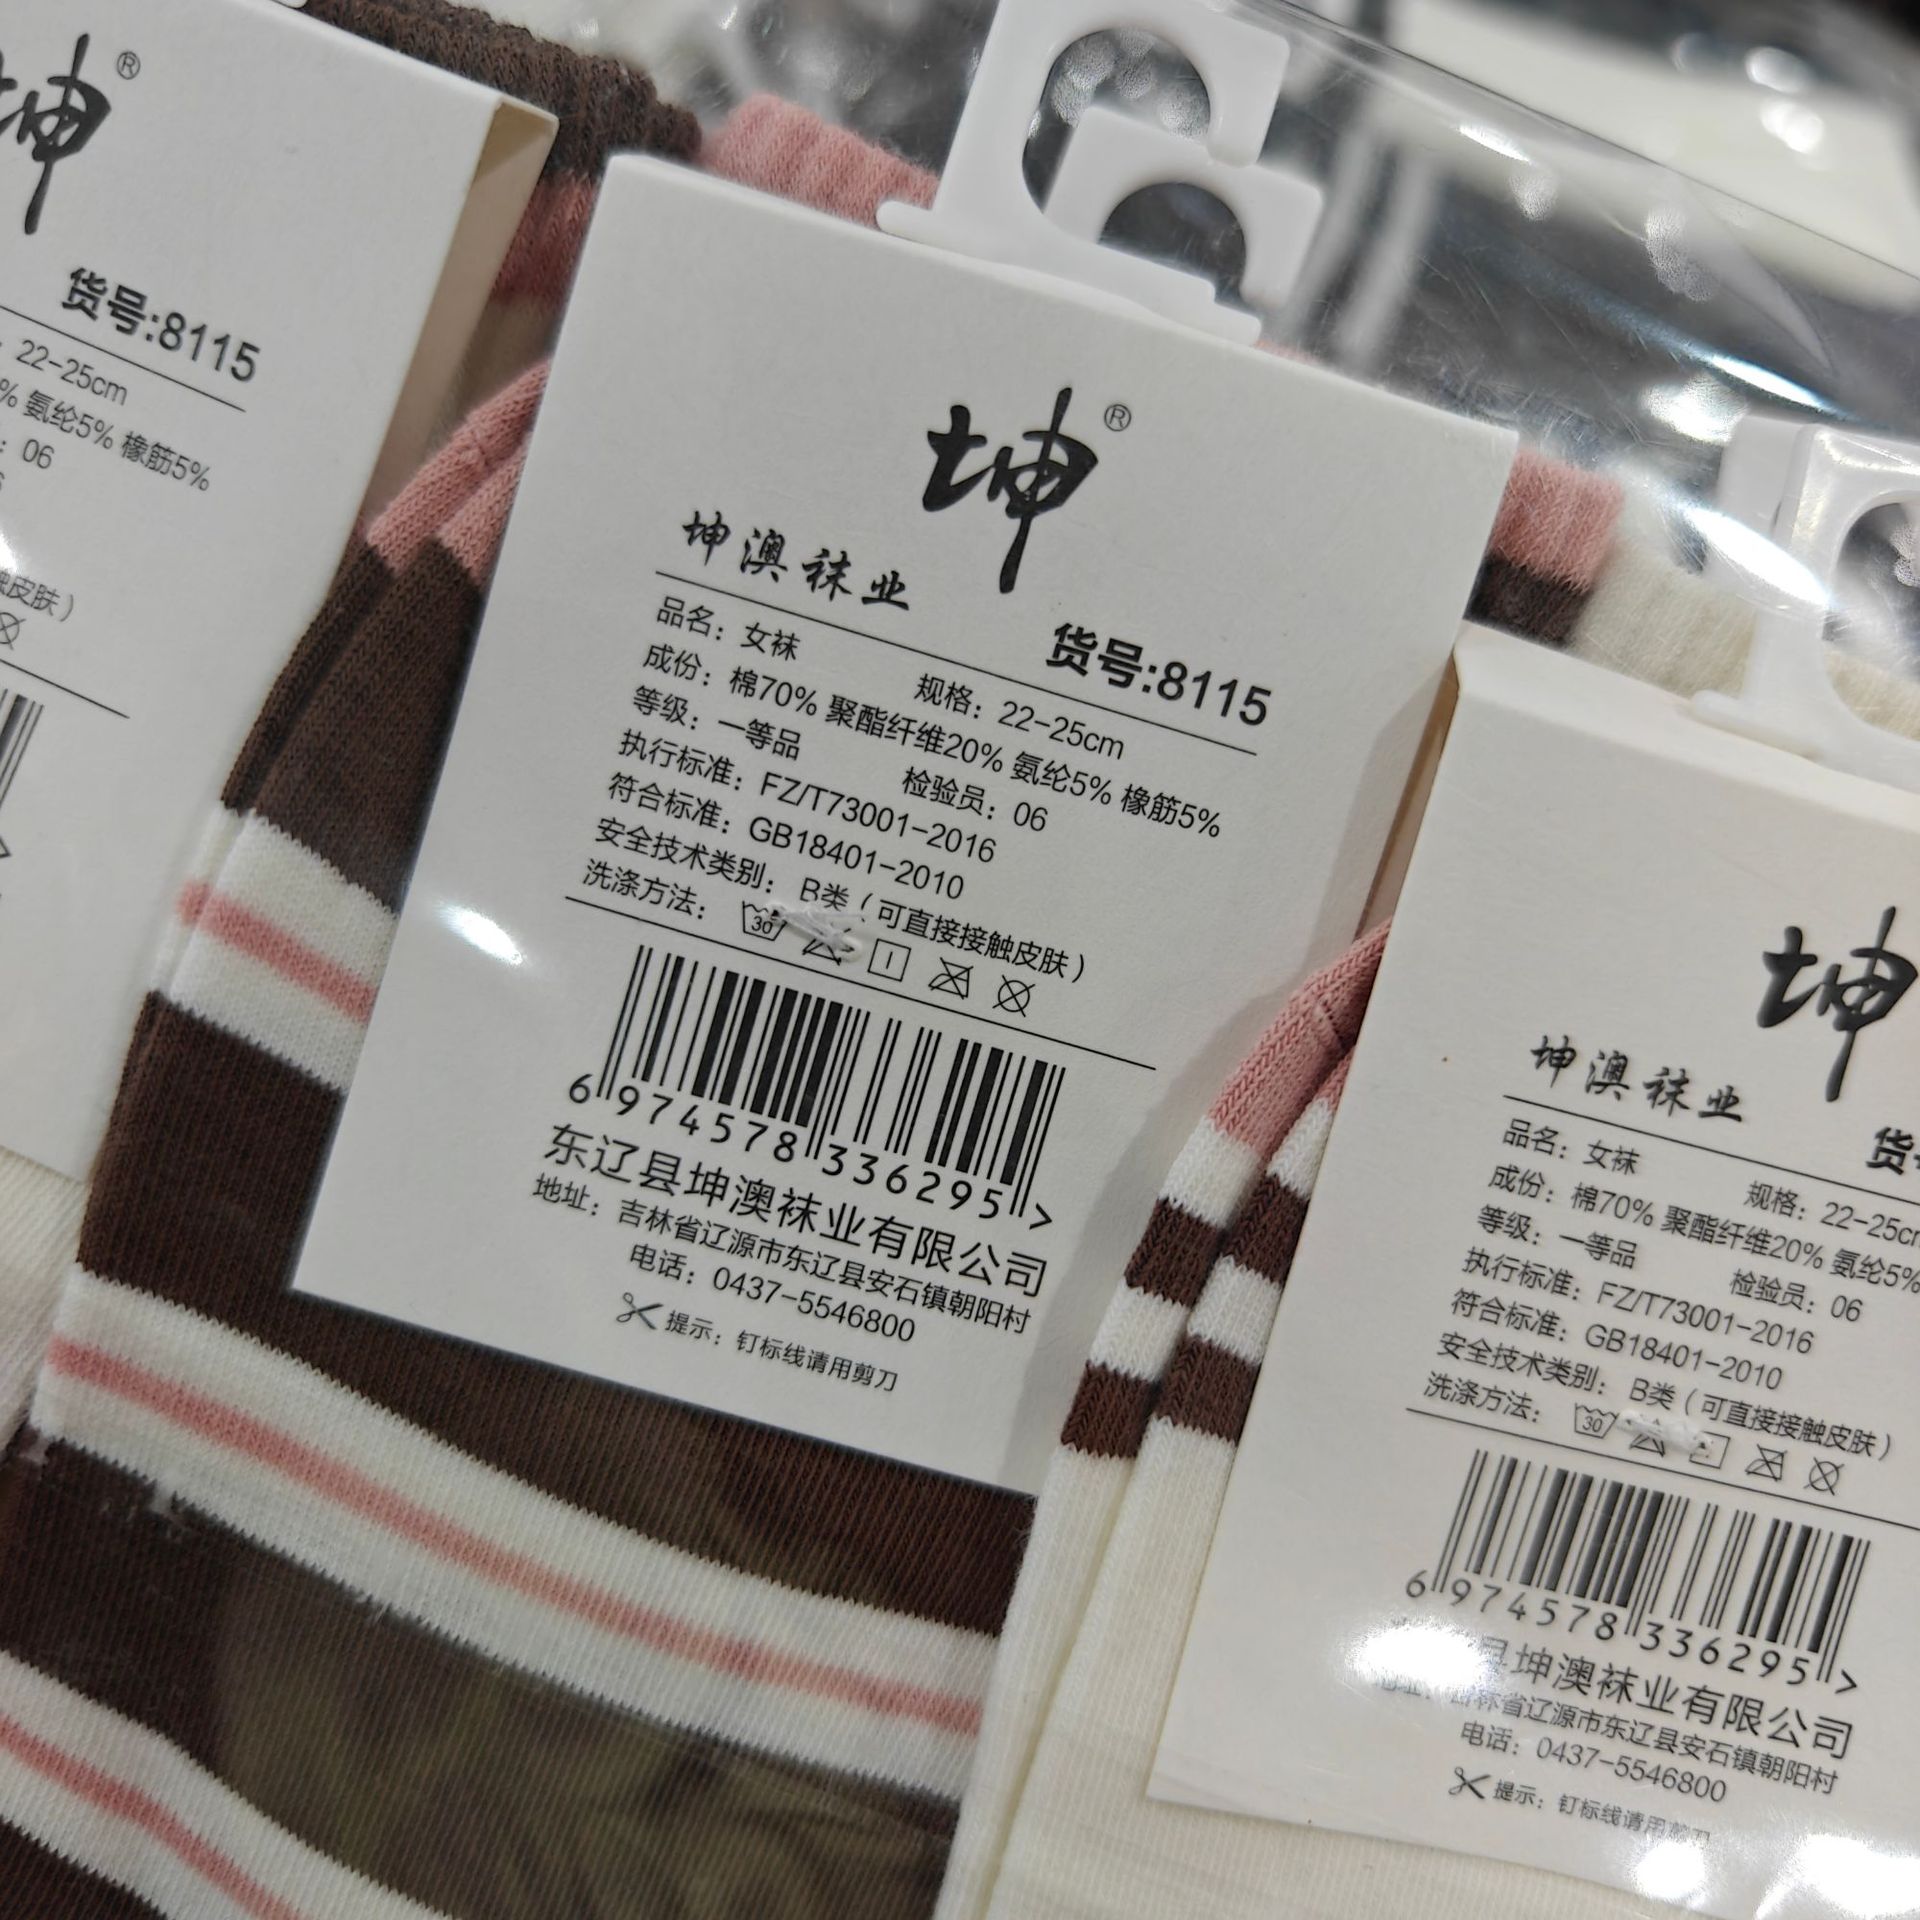 坤®
货号:8115
22-25cm
氨纶5% 橡筋5%
06
触皮肤）
坤®
坤澳袜业
货号:8115
品名：女袜 规格：22-25cm
成份：棉70% 聚酯纤维20% 氨纶5% 橡筋5%
等级：一等品 检验员：06
执行标准：FZ/T73001-2016
符合标准：GB18401-2010
安全技术类别：B类（可直接接触皮肤）
洗涤方法：30
6 974578 336295 >
东辽县坤澳袜业有限公司
地址：吉林省辽源市东辽县安石镇朝阳村
电话：0437-5546800
提示：钉标线请用剪刀
坤
坤澳袜业
货
品名：女袜 规格：22-25cm
成份：棉70% 聚酯纤维20% 氨纶5%
等级：一等品 检验员：06
执行标准：FZ/T73001-2016
符合标准：GB18401-2010
安全技术类别：B类（可直接接触皮肤）
洗涤方法：30
6 974578 336295 >
县坤澳袜业有限公司
林省辽源市东辽县安石镇朝阳村
电话：0437-5546800
提示：钉标线请用剪刀